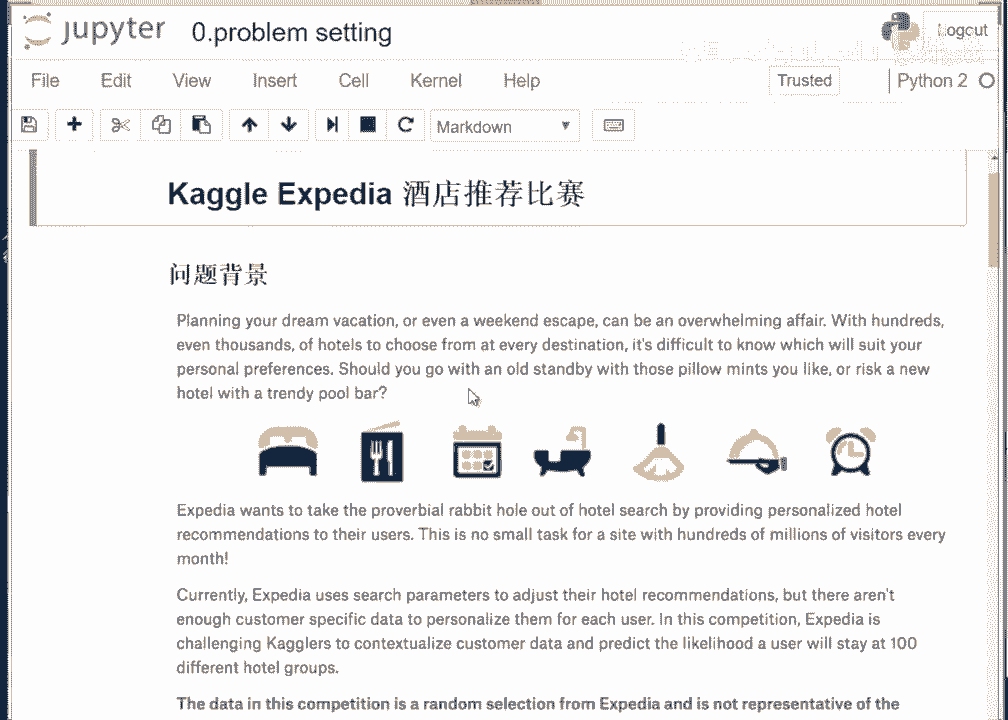 jupyter 0.problem setting Logout
File Edit View Insert Cell Kernel Help Trusted Python 2
Markdown
Kaggle Expedia 酒店推荐比赛
问题背景
Planning your dream vacation, or even a weekend escape, can be an overwhelming affair. With hundreds,
even thousands, of hotels to choose from at every destination, it's difficult to know which will suit your
personal preferences. Should you go with an old standby with those pillow mints you like, or risk a new
hotel with a trendy pool bar?
Expedia wants to take the proverbial rabbit hole out of hotel search by providing personalized hotel
recommendations to their users. This is no small task for a site with hundreds of millions of visitors every
month!
Currently, Expedia uses search parameters to adjust their hotel recommendations, but there aren't
enough customer specific data to personalize them for each user. In this competition, Expedia is
challenging Kagglers to contextualize customer data and predict the likelihood a user will stay at 100
different hotel groups.
The data in this competition is a random selection from Expedia and is not representative of the